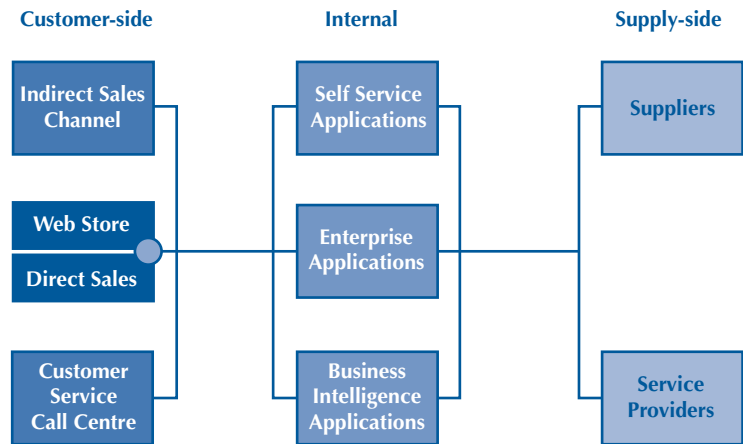 Customer-side
Internal
Supply-side
Indirect Sales
Channel
Self Service
Applications
Suppliers
Web Store
Direct Sales
Enterprise
Applications
Customer
Service
Call Centre
Business
Intelligence
Applications
Service
Providers